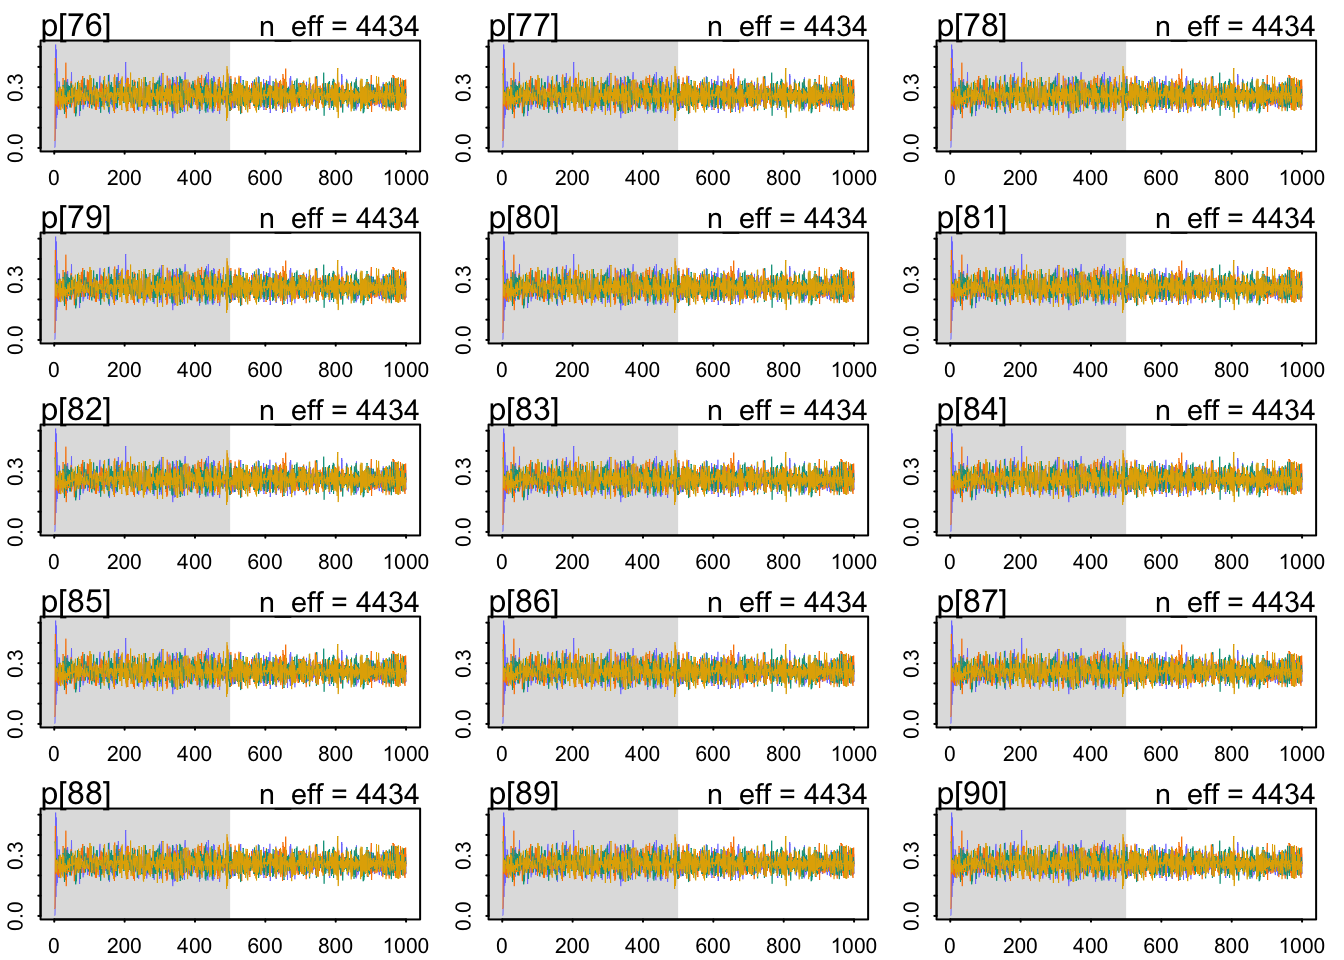 p[76] n_eff = 4434 p[77] n_eff = 4434 p[78] n_eff = 4434
0.0 0.3 0.0 0.3 0.0 0.3
0 200 400 600 800 1000 0 200 400 600 800 1000 0 200 400 600 800 1000
p[79] n_eff = 4434 p[80] n_eff = 4434 p[81] n_eff = 4434
0.0 0.3 0.0 0.3 0.0 0.3
0 200 400 600 800 1000 0 200 400 600 800 1000 0 200 400 600 800 1000
p[82] n_eff = 4434 p[83] n_eff = 4434 p[84] n_eff = 4434
0.0 0.3 0.0 0.3 0.0 0.3
0 200 400 600 800 1000 0 200 400 600 800 1000 0 200 400 600 800 1000
p[85] n_eff = 4434 p[86] n_eff = 4434 p[87] n_eff = 4434
0.0 0.3 0.0 0.3 0.0 0.3
0 200 400 600 800 1000 0 200 400 600 800 1000 0 200 400 600 800 1000
p[88] n_eff = 4434 p[89] n_eff = 4434 p[90] n_eff = 4434
0.0 0.3 0.0 0.3 0.0 0.3
0 200 400 600 800 1000 0 200 400 600 800 1000 0 200 400 600 800 1000